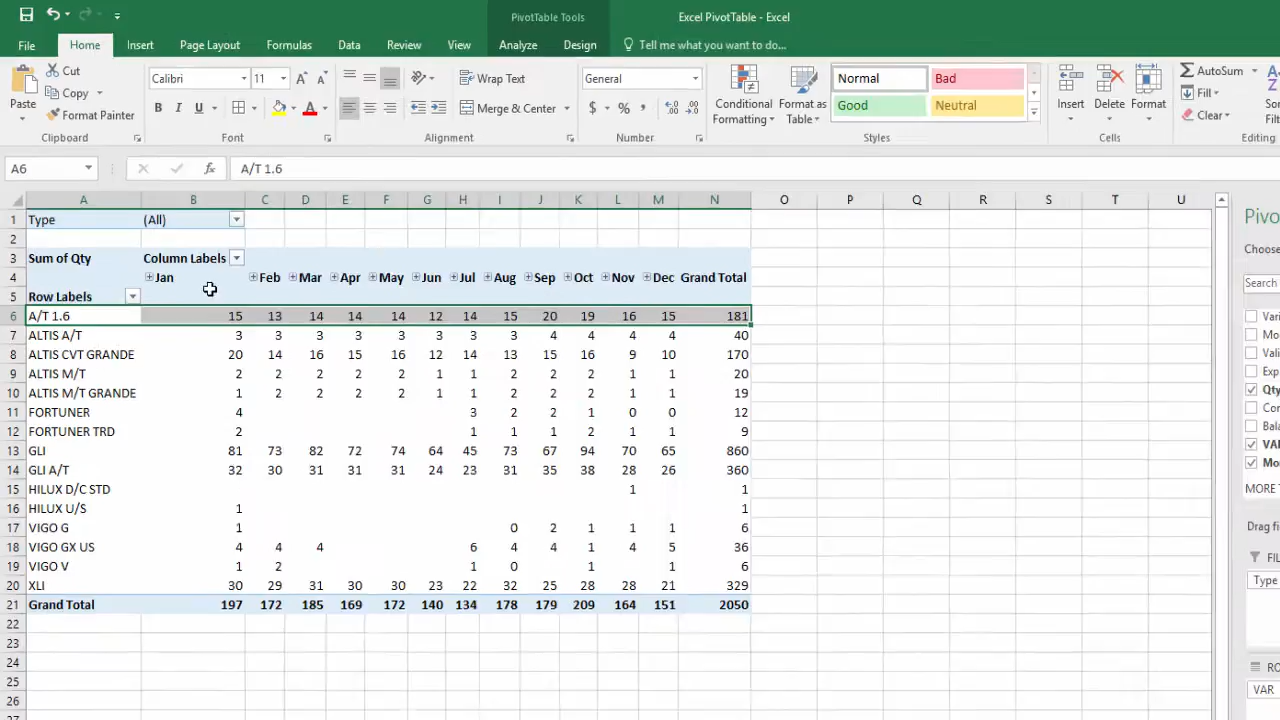 PivotTable Tools
Excel PivotTable - Excel
File Home Insert Page Layout Formulas Data Review View Analyze Design Tell me what you want to do...
Paste
Cut
Copy
Format Painter
Clipboard
Calibri 11
B I U
Font
Wrap Text
Merge & Center
Alignment
General
$ % ,
Number
Conditional Formatting
Format as Table
Normal Bad
Good Neutral
Styles
Insert Delete Format
Cells
AutoSum
Fill
Clear
Editing
A6 fx A/T 1.6
A B C D E F G H I J K L M N O P Q R S T U
1 Type (All)
2
3 Sum of Qty Column Labels
4 Jan Feb Mar Apr May Jun Jul Aug Sep Oct Nov Dec Grand Total
5 Row Labels
6 A/T 1.6 15 13 14 14 14 12 14 15 20 19 16 15 181
7 ALTIS A/T 3 3 3 3 3 3 3 3 4 4 4 4 40
8 ALTIS CVT GRANDE 20 14 16 15 16 12 14 13 15 16 9 10 170
9 ALTIS M/T 2 2 2 2 2 1 1 2 2 2 1 1 20
10 ALTIS M/T GRANDE 1 2 2 2 2 1 1 2 2 2 1 1 19
11 FORTUNER 4 3 2 2 1 0 0 12
12 FORTUNER TRD 2 1 1 1 2 1 1 9
13 GLI 81 73 82 72 74 64 45 73 67 94 70 65 860
14 GLI A/T 32 30 31 31 31 24 23 31 35 38 28 26 360
15 HILUX D/C STD 1 1
16 HILUX U/S 1 1
17 VIGO G 1 0 2 1 1 1 6
18 VIGO GX US 4 4 4 6 4 4 1 4 5 36
19 VIGO V 1 2 1 0 1 1 6
20 XLI 30 29 31 30 30 23 22 32 25 28 28 21 329
21 Grand Total 197 172 185 169 172 140 134 178 179 209 164 151 2050
22
23
24
25
26
Search
Qty
MORE T
Drag fi
Type
RO
VAR